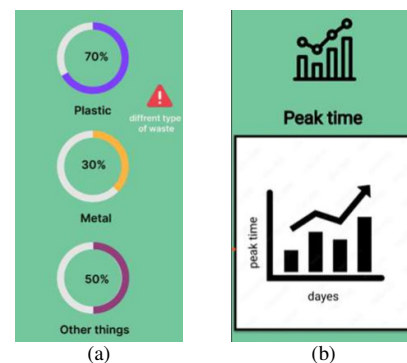 70%
Plastic
diffrent type
of waste
30%
Metal
50%
Other things
(a)
Peak time
peak time
dayes
(b)